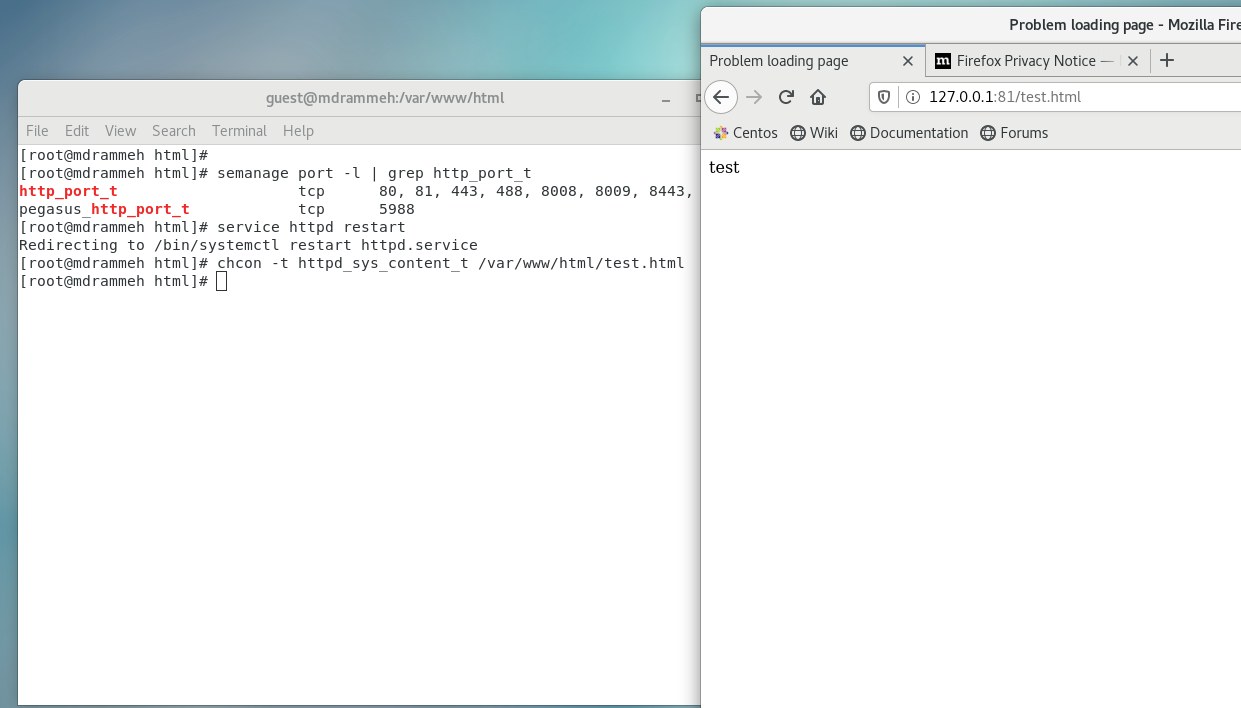 guest@mdrammeh:/var/www/html
File Edit View Search Terminal Help
[root@mdrammeh html]#
[root@mdrammeh html]# semanage port -l | grep http_port_t
http_port_t                    tcp      80, 81, 443, 488, 8008, 8009, 8443,
pegasus_http_port_t            tcp      5988
[root@mdrammeh html]# service httpd restart
Redirecting to /bin/systemctl restart httpd.service
[root@mdrammeh html]# chcon -t httpd_sys_content_t /var/www/html/test.html
[root@mdrammeh html]#
Problem loading page - Mozilla Fire
Problem loading page Firefox Privacy Notice —
127.0.0.1:81/test.html
Centos Wiki Documentation Forums
test